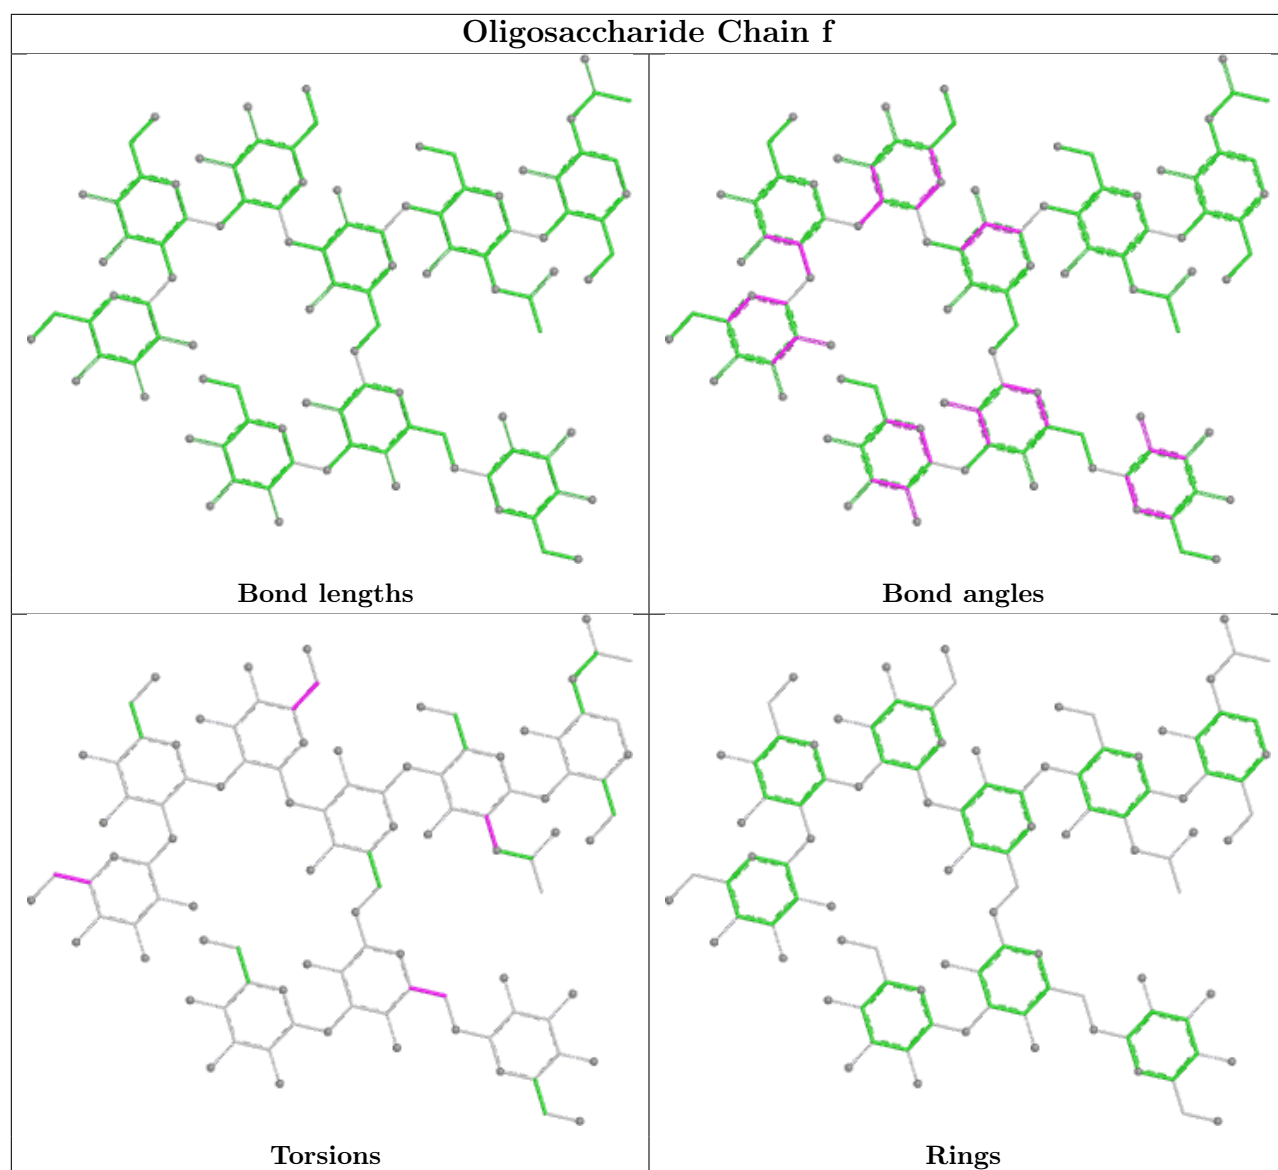 Oligosaccharide Chain f
Bond lengths
Bond angles
Torsions
Rings